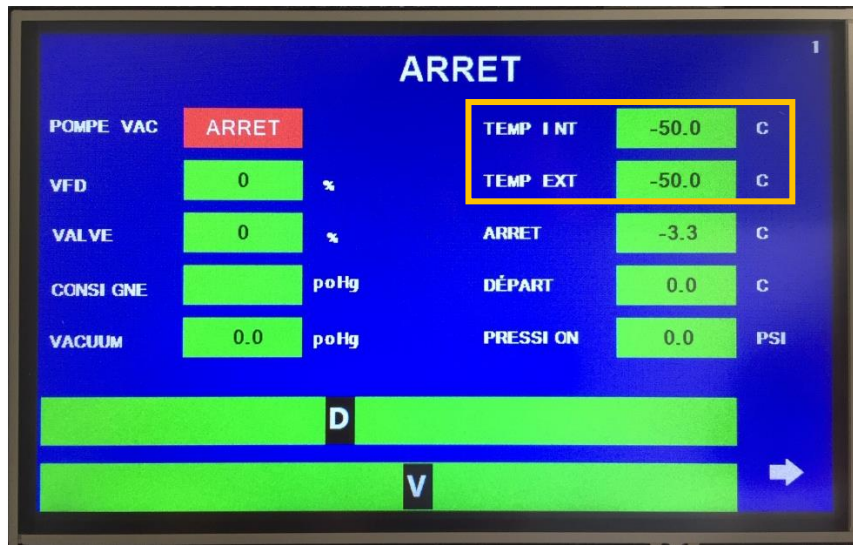 1
ARRET
POMPE VAC ARRET
VFD 0 %
VALVE 0 %
CONSIGNE poHg
VACUUM 0.0 poHg
TEMP INT -50.0 C
TEMP EXT -50.0 C
ARRET -3.3 C
DÉPART 0.0 C
PRESSION 0.0 PSI
D
V